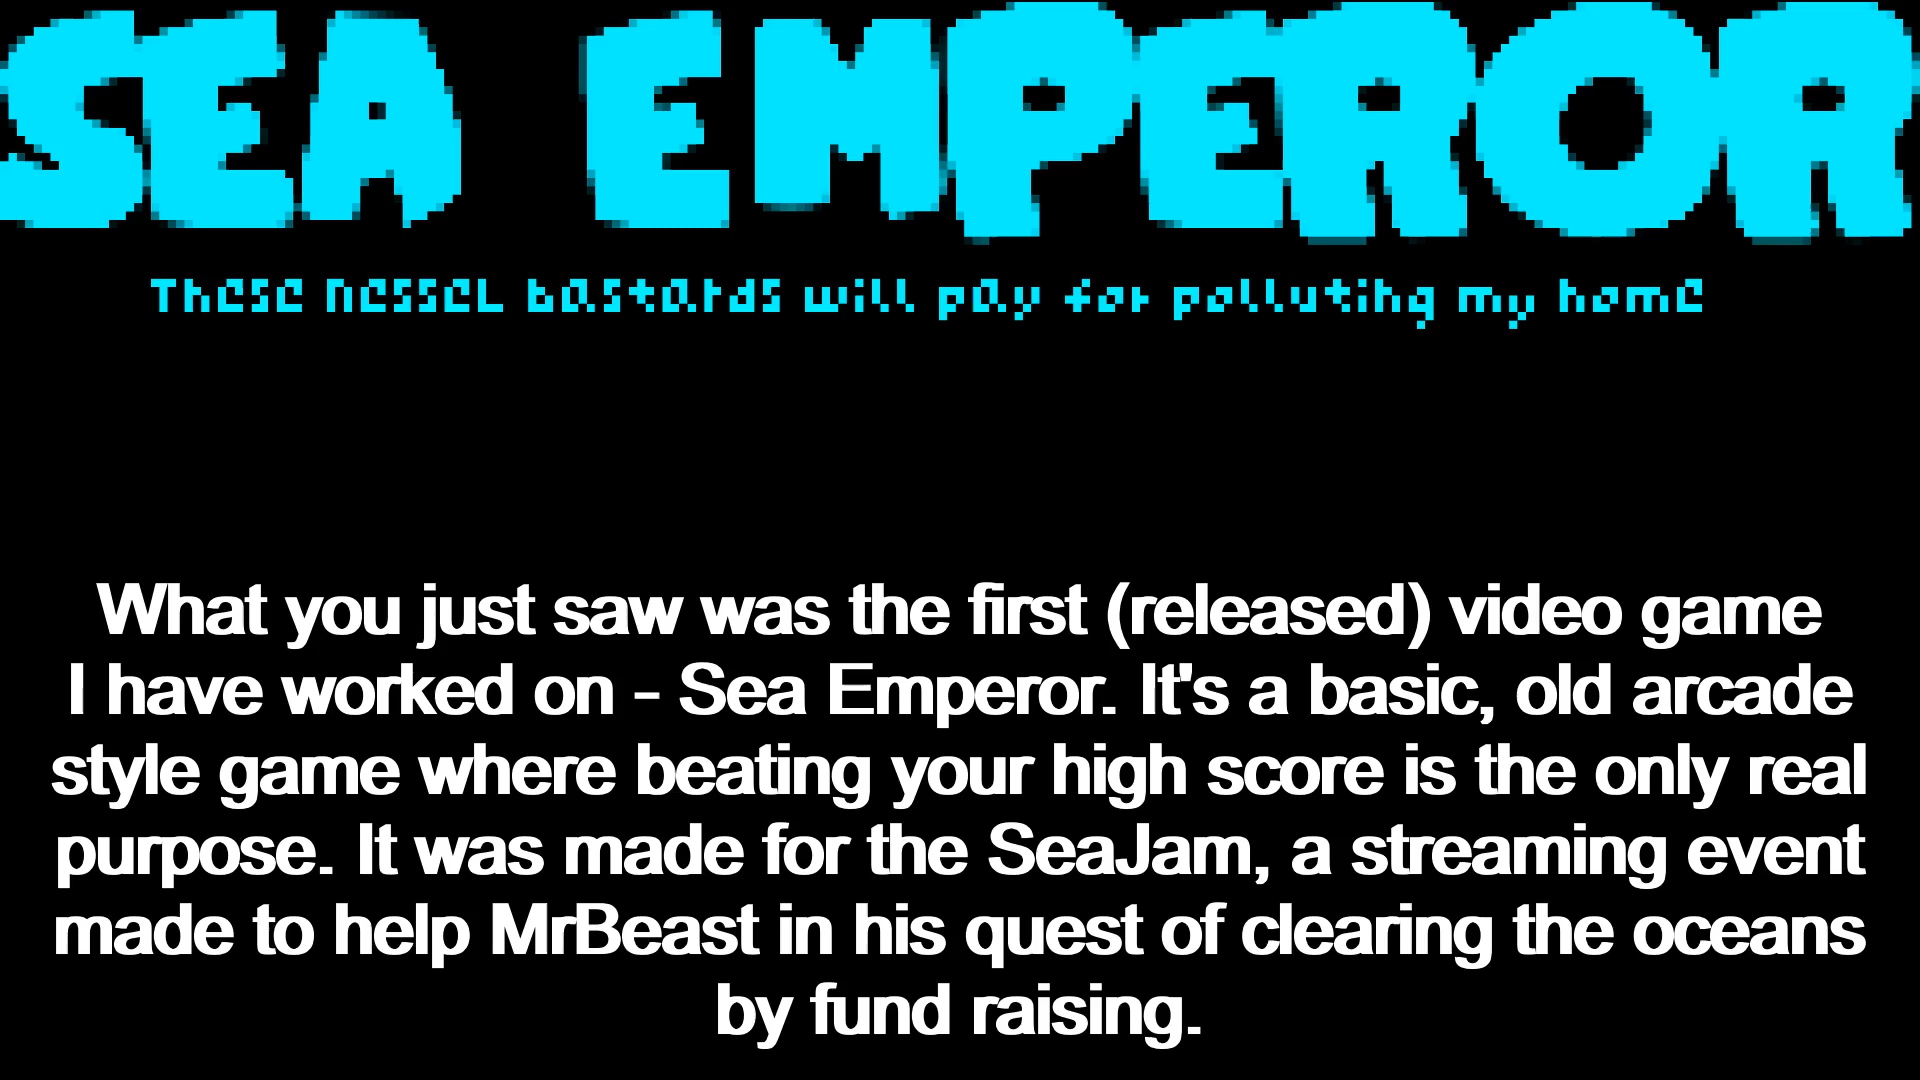 SEA EMPEROR
These Nessel bastards will pay for polluting my home
What you just saw was the first (released) video game
I have worked on - Sea Emperor. It's a basic, old arcade
style game where beating your high score is the only real
purpose. It was made for the SeaJam, a streaming event
made to help MrBeast in his quest of clearing the oceans
by fund raising.